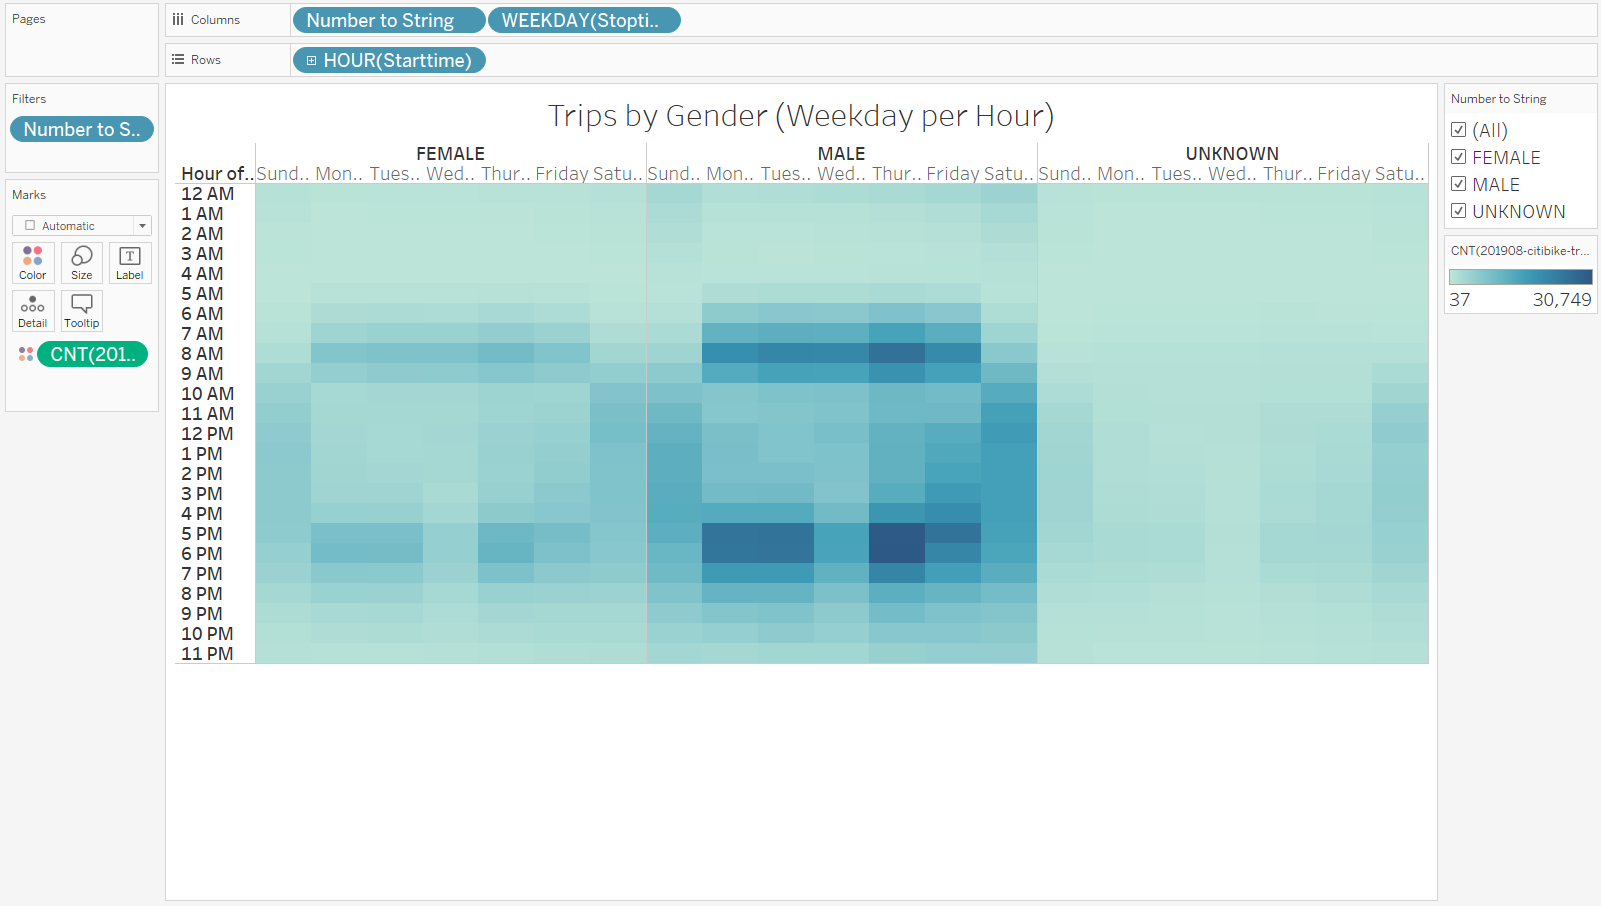 Pages
Columns
Number to String
WEEKDAY(Stopti..
Rows
HOUR(Starttime)
Filters
Number to S..
Marks
Automatic
Color
Size
Label
Detail
Tooltip
CNT(201..
Trips by Gender (Weekday per Hour)
FEMALE MALE UNKNOWN
Hour of.. Sund.. Mon.. Tues.. Wed.. Thur.. Friday Satu.. Sund.. Mon.. Tues.. Wed.. Thur.. Friday Satu.. Sund.. Mon.. Tues.. Wed.. Thur.. Friday Satu..
12 AM
1 AM
2 AM
3 AM
4 AM
5 AM
6 AM
7 AM
8 AM
9 AM
10 AM
11 AM
12 PM
1 PM
2 PM
3 PM
4 PM
5 PM
6 PM
7 PM
8 PM
9 PM
10 PM
11 PM
Number to String
(All)
FEMALE
MALE
UNKNOWN
CNT(201908-citibike-tr...
37 30,749